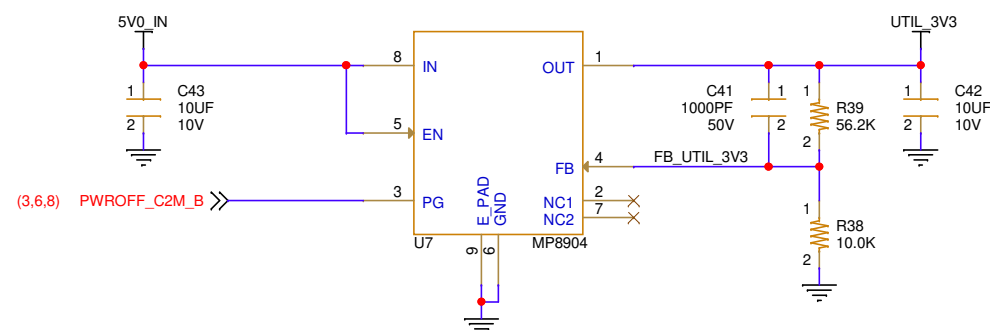 5V0_IN
UTIL_3V3
8
IN
OUT
1
1
C43
10UF
10V
2
5
EN
C41
1000PF
50V
1
2
1
R39
56.2K
2
1
C42
10UF
10V
2
FB
4
FB_UTIL_3V3
(3,6,8)
PWROFF_C2M_B
3
PG
E_PAD
GND
NC1
2
NC2
7
U7
MP8904
9
6
1
R38
10.0K
2